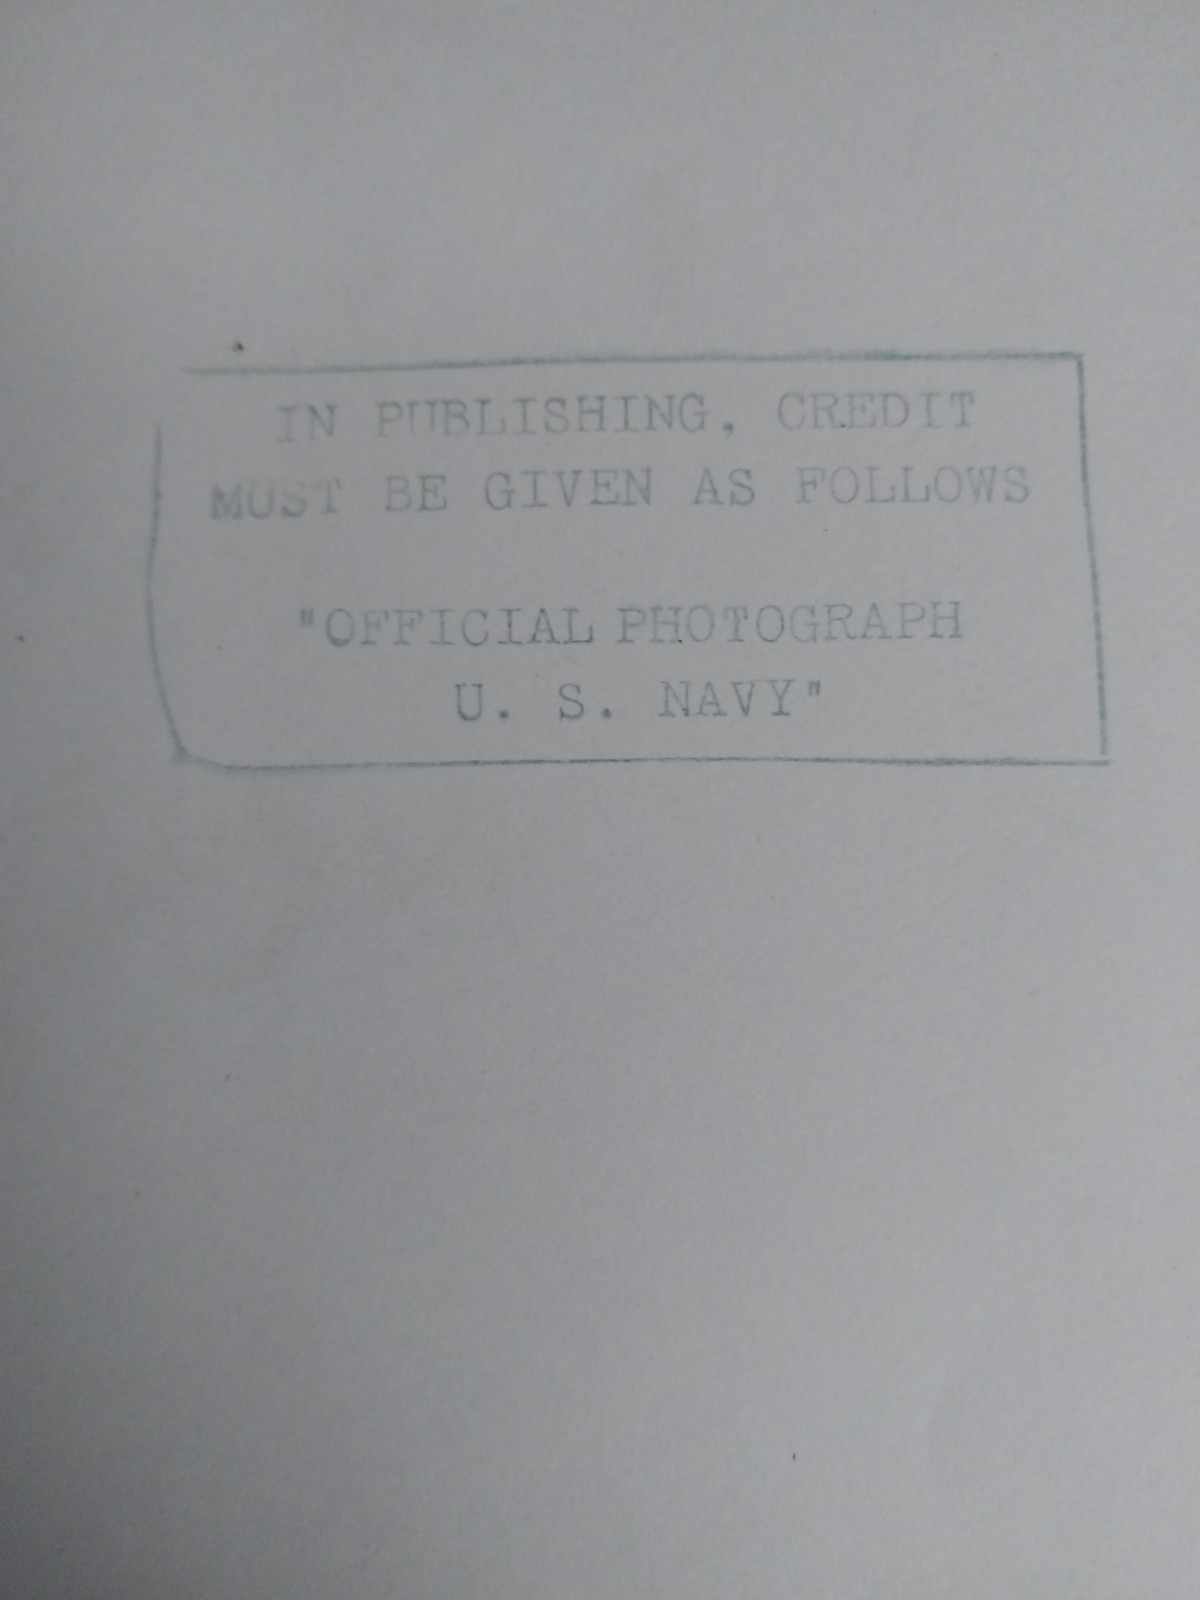 IN PUBLISHING, CREDIT
MUST BE GIVEN AS FOLLOWS
"OFFICIAL PHOTOGRAPH
U. S. NAVY"